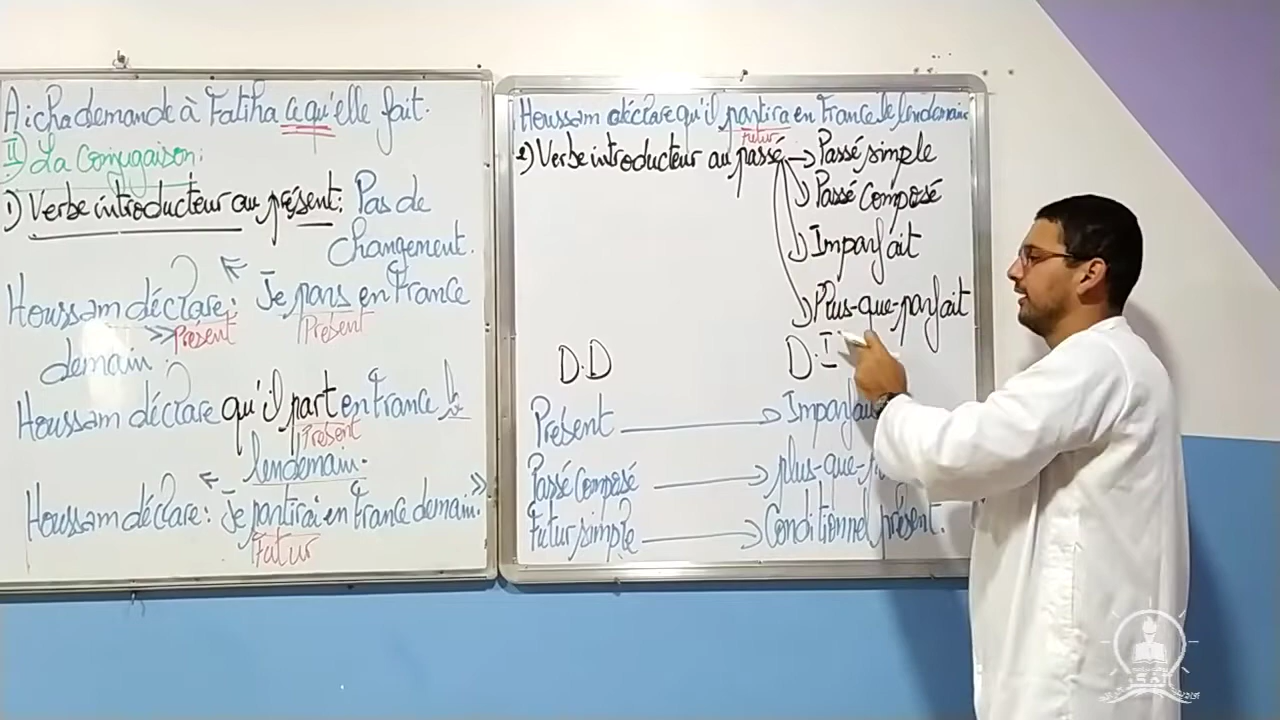 Aicha demande à Fatiha ce qu'elle fait.
II) La Conjugaison:
1) Verbe introducteur au présent: Pas de
changement.
Houssam déclare: « Je pars en France
Présent Présent
demain. »
Houssam déclare qu'il part en France le
Présent
lendemain.
Houssam déclare: « Je partirai en France demain. »
Futur
Houssam déclare qu'il partira en France le lendemain.
Futur
2) Verbe introducteur au passé → Passé simple
Passé Composé
Imparfait
Plus-que-parfait
D.D D.I
Présent → Imparfait
Passé Composé → plus-que-p
Futur simple → Conditionnel présent.